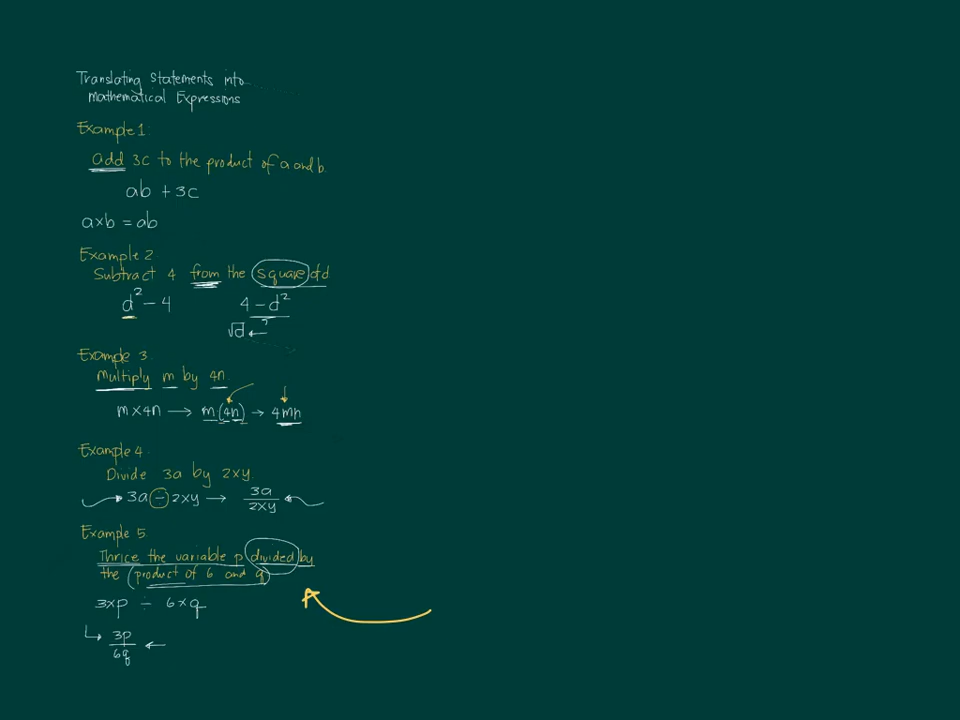 Translating Statements into
Mathematical Expressions
Example 1:
add 3c to the product of a and b.
ab + 3c
axb = ab
Example 2.
Subtract 4 from the square of d
d² - 4 4 - d²
√d ← ?
Example 3.
Multiply m by 4n.
m x 4n → m (4n) → 4mn
Example 4.
Divide 3a by 2xy.
3a ÷ 2xy → 3a/2xy
Example 5.
Thrice the variable p divided by
the (product of 6 and q)
3xp ÷ 6xq
↳ 3p/6q ←